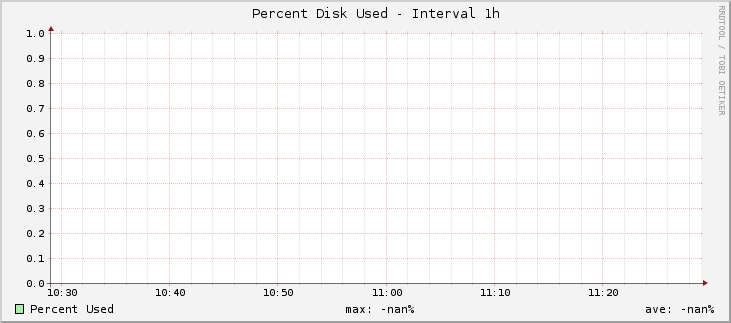 Percent Disk Used - Interval 1h
RRDTOOL / TOBI OETIKER
1.0
0.9
0.8
0.7
0.6
0.5
0.4
0.3
0.2
0.1
0.0
10:30 10:40 10:50 11:00 11:10 11:20
Percent Used max: -nan% ave: -nan%